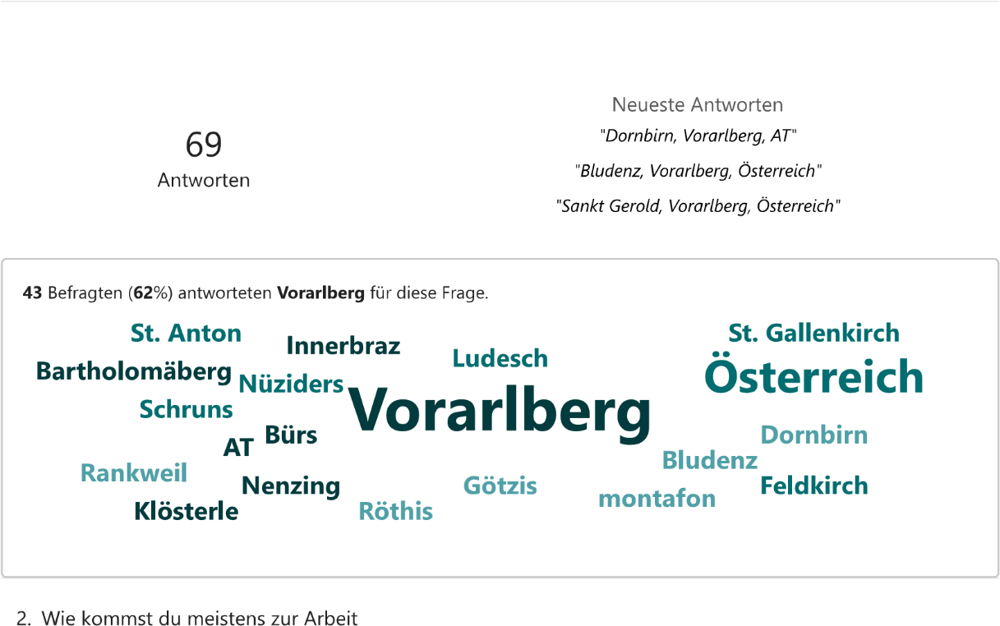 69
Antworten
Neueste Antworten
"Dornbirn, Vorarlberg, AT"
"Bludenz, Vorarlberg, Österreich"
"Sankt Gerold, Vorarlberg, Österreich"
43 Befragten (62%) antworteten Vorarlberg für diese Frage.
St. Anton
Innerbraz
Ludesch
St. Gallenkirch
Bartholomäberg
Nüziders
Österreich
Schruns
Vorarlberg
Bürs
Dornbirn
AT
Bludenz
Rankweil
Nenzing
Götzis
Feldkirch
montafon
Klösterle
Röthis
2. Wie kommst du meistens zur Arbeit